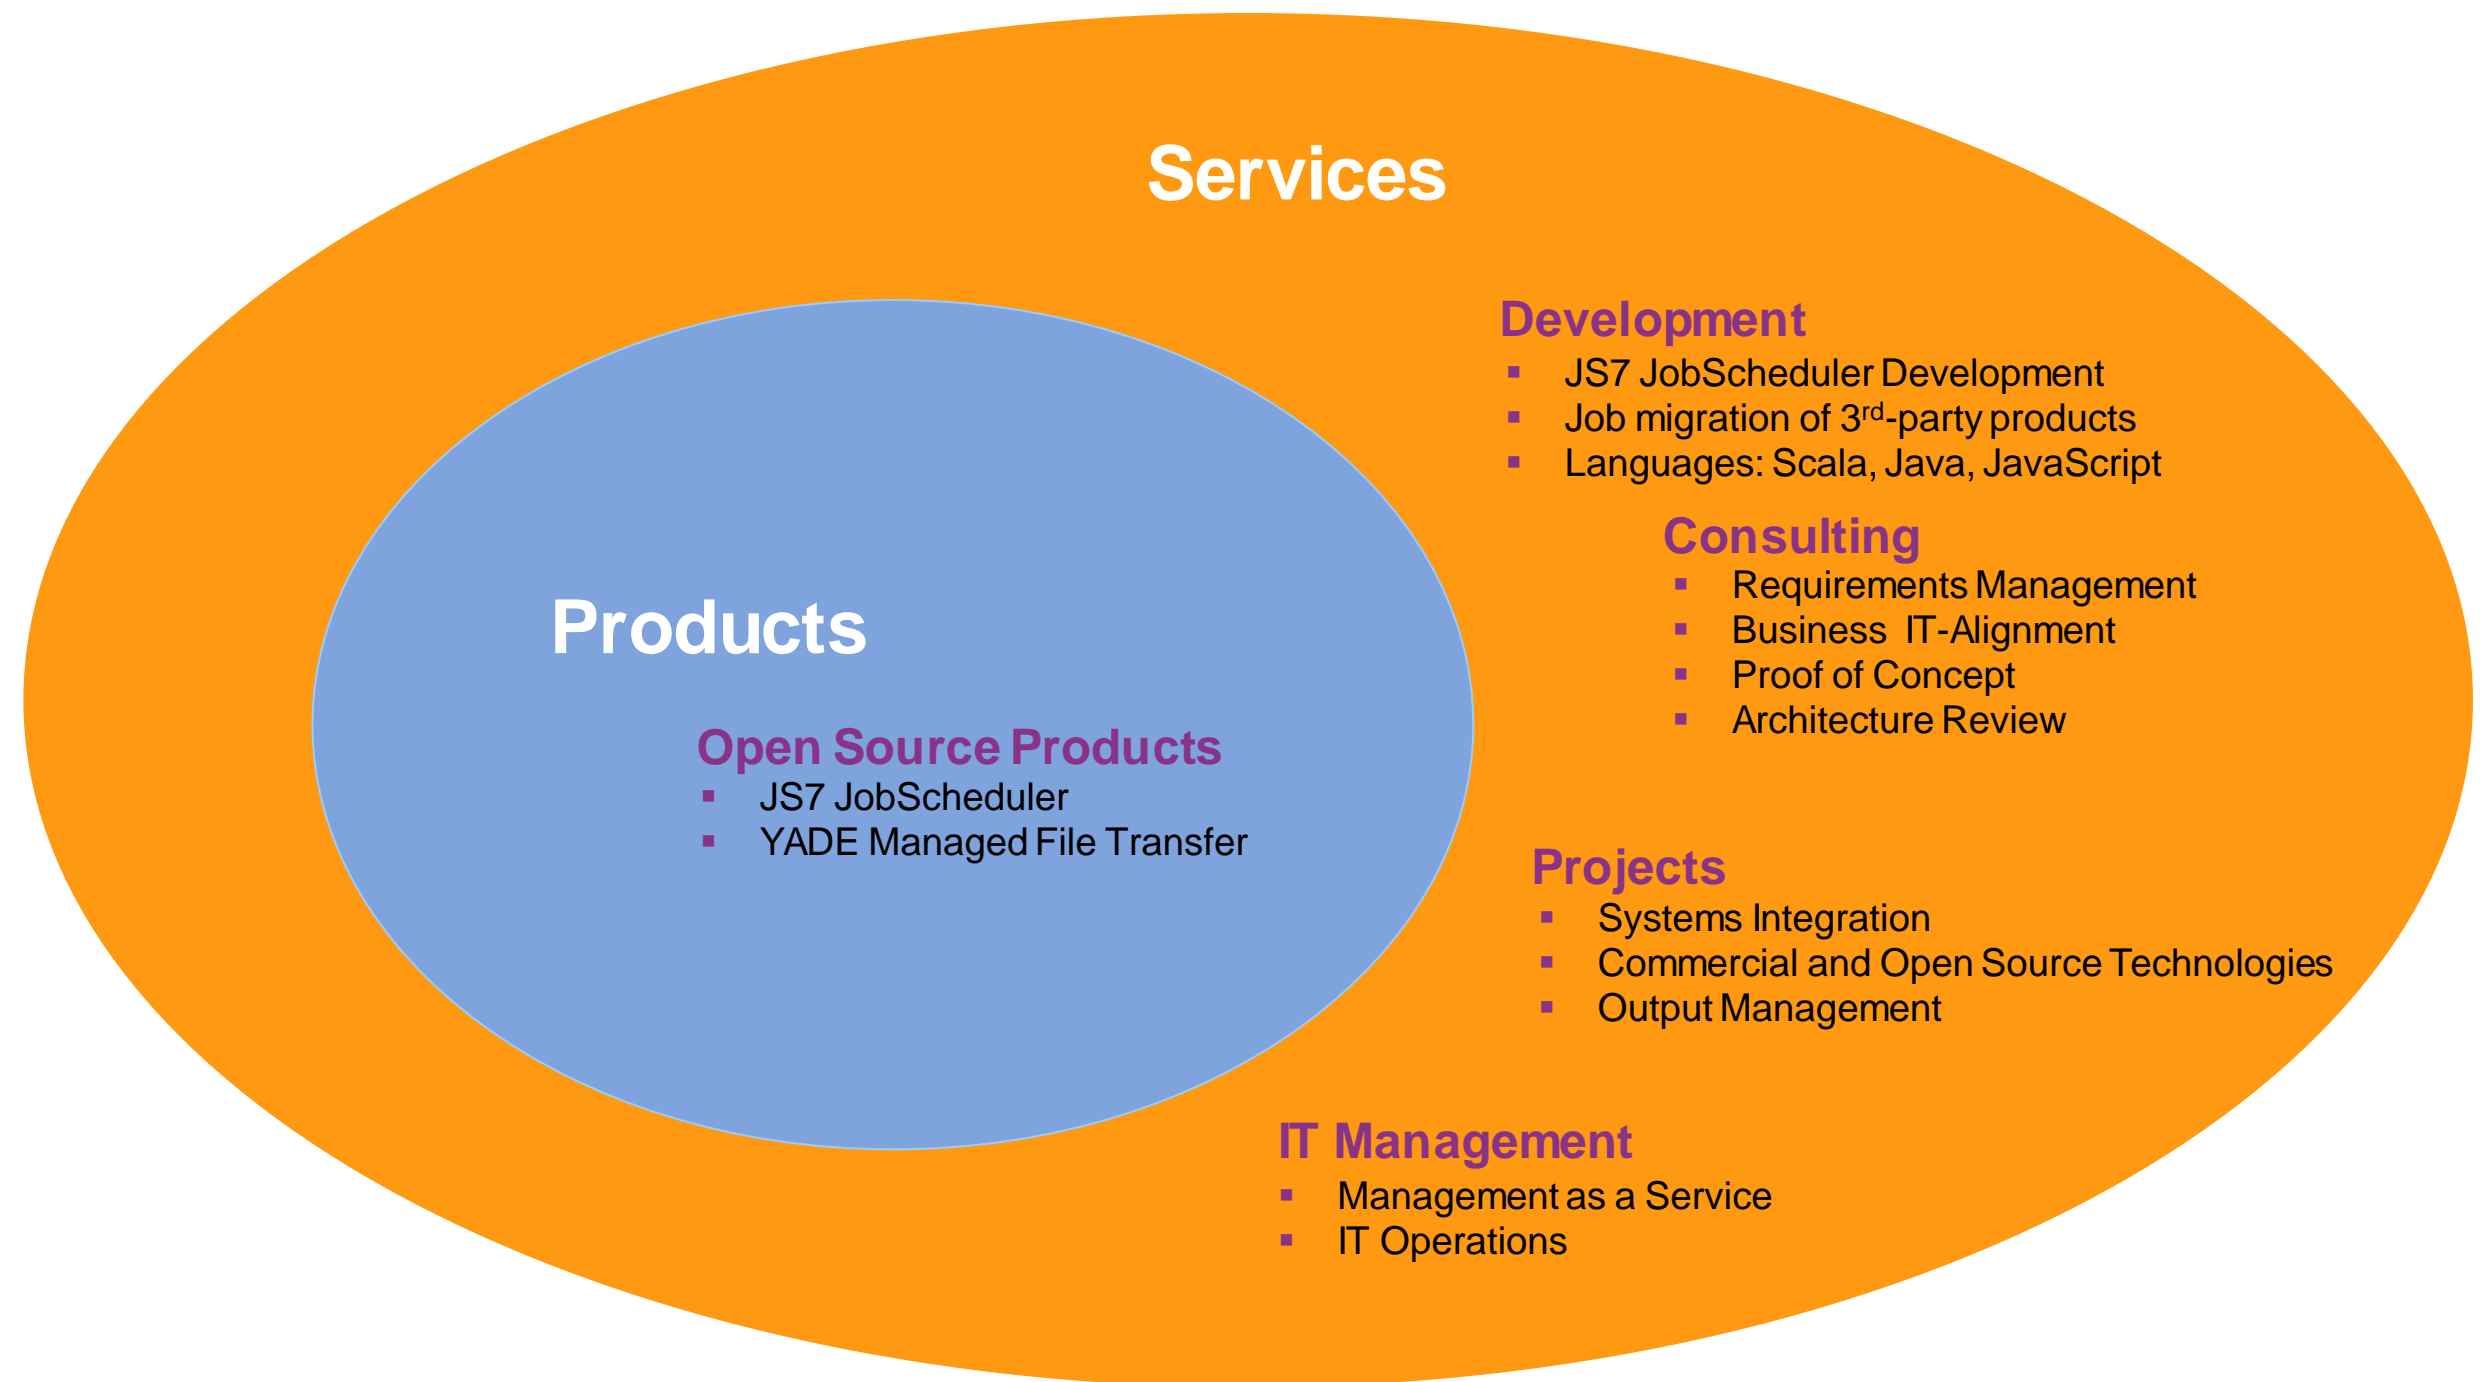 Services
Development
▪ JS7 JobScheduler Development
▪ Job migration of 3rd-party products
▪ Languages: Scala, Java, JavaScript
Consulting
▪ Requirements Management
▪ Business IT-Alignment
▪ Proof of Concept
▪ Architecture Review
Products
Open Source Products
▪ JS7 JobScheduler
▪ YADE Managed File Transfer
Projects
▪ Systems Integration
▪ Commercial and Open Source Technologies
▪ Output Management
IT Management
▪ Management as a Service
▪ IT Operations